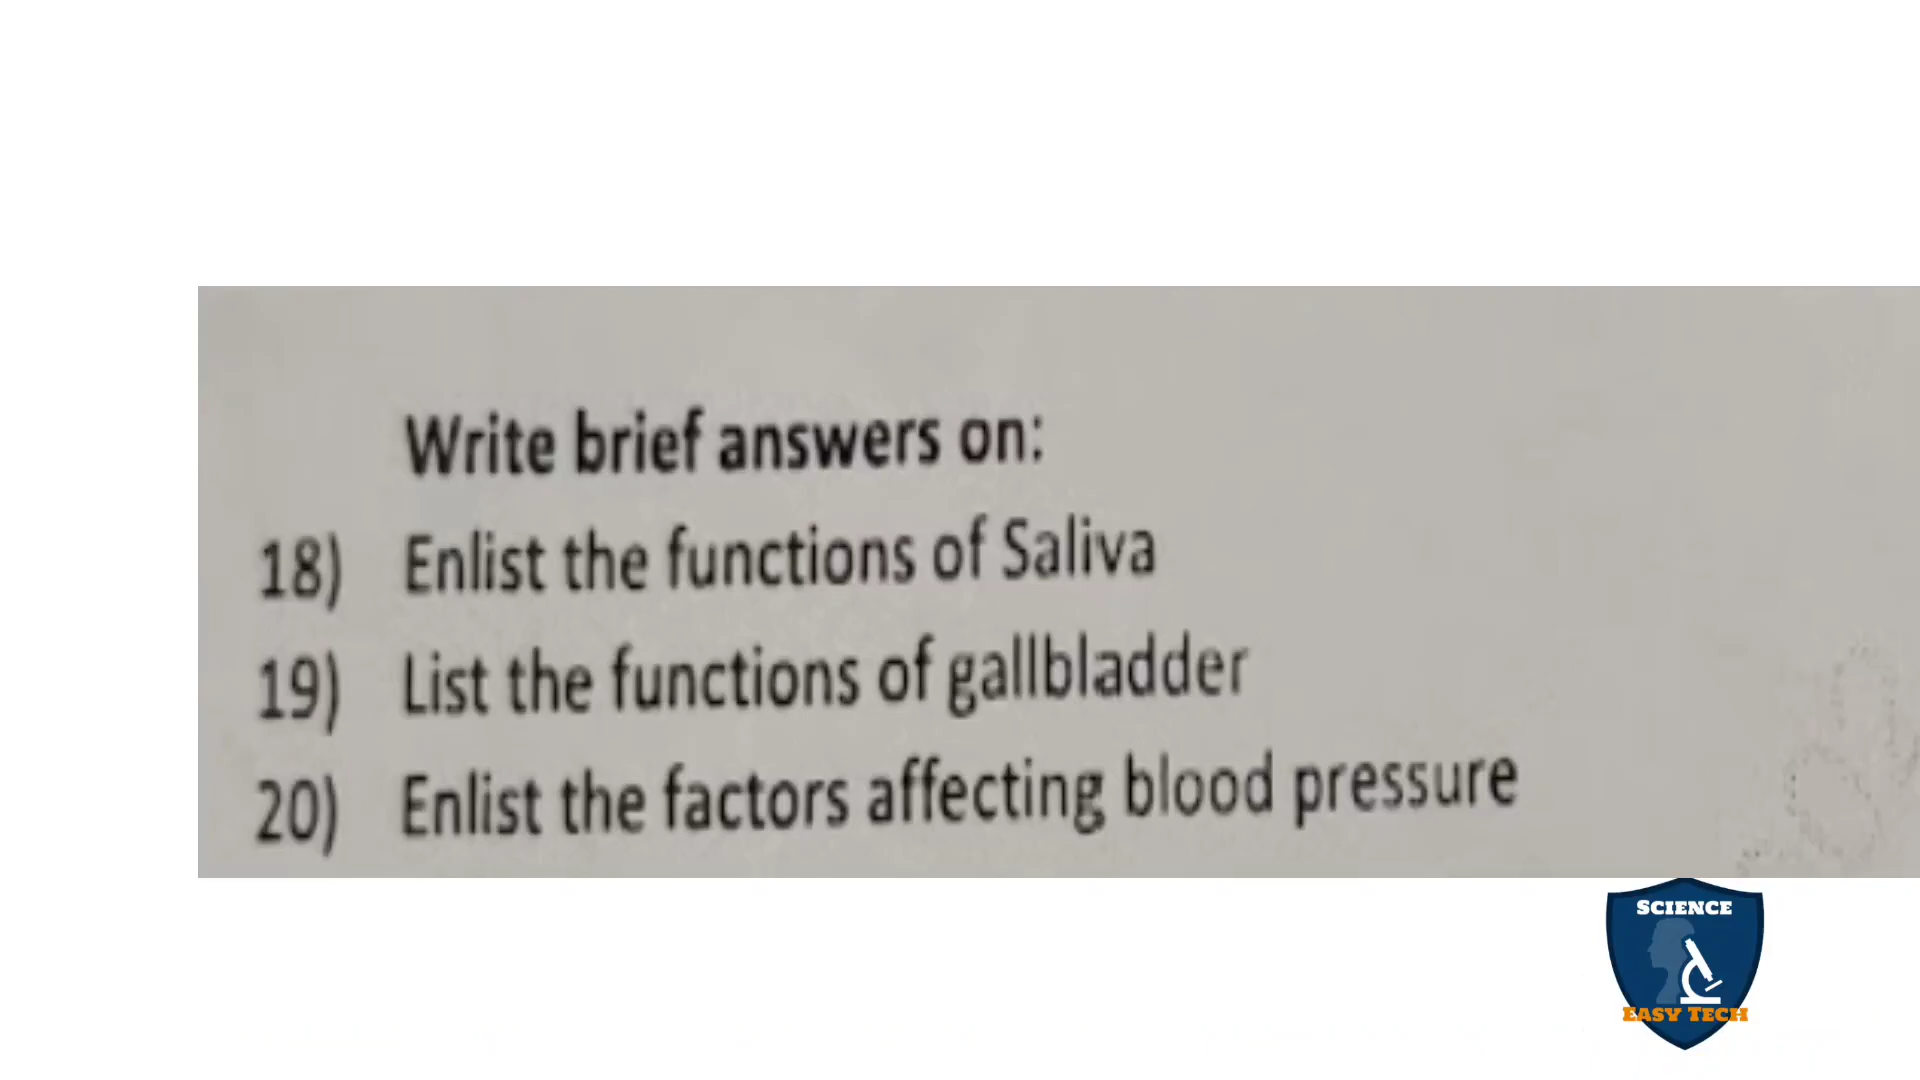 Write brief answers on:
18) Enlist the functions of Saliva
19) List the functions of gallbladder
20) Enlist the factors affecting blood pressure
SCIENCE
EASY TECH